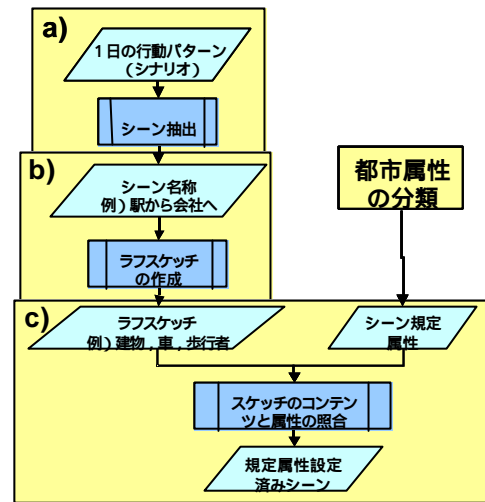 a)
1日の行動パターン
(シナリオ)
シーン抽出
b)
シーン名称
例)駅から会社へ
都市属性
の分類
ラフスケッチ
の作成
c)
ラフスケッチ
例)建物,車,歩行者
シーン規定
属性
スケッチのコンテン
ツと属性の照合
規定属性設定
済みシーン